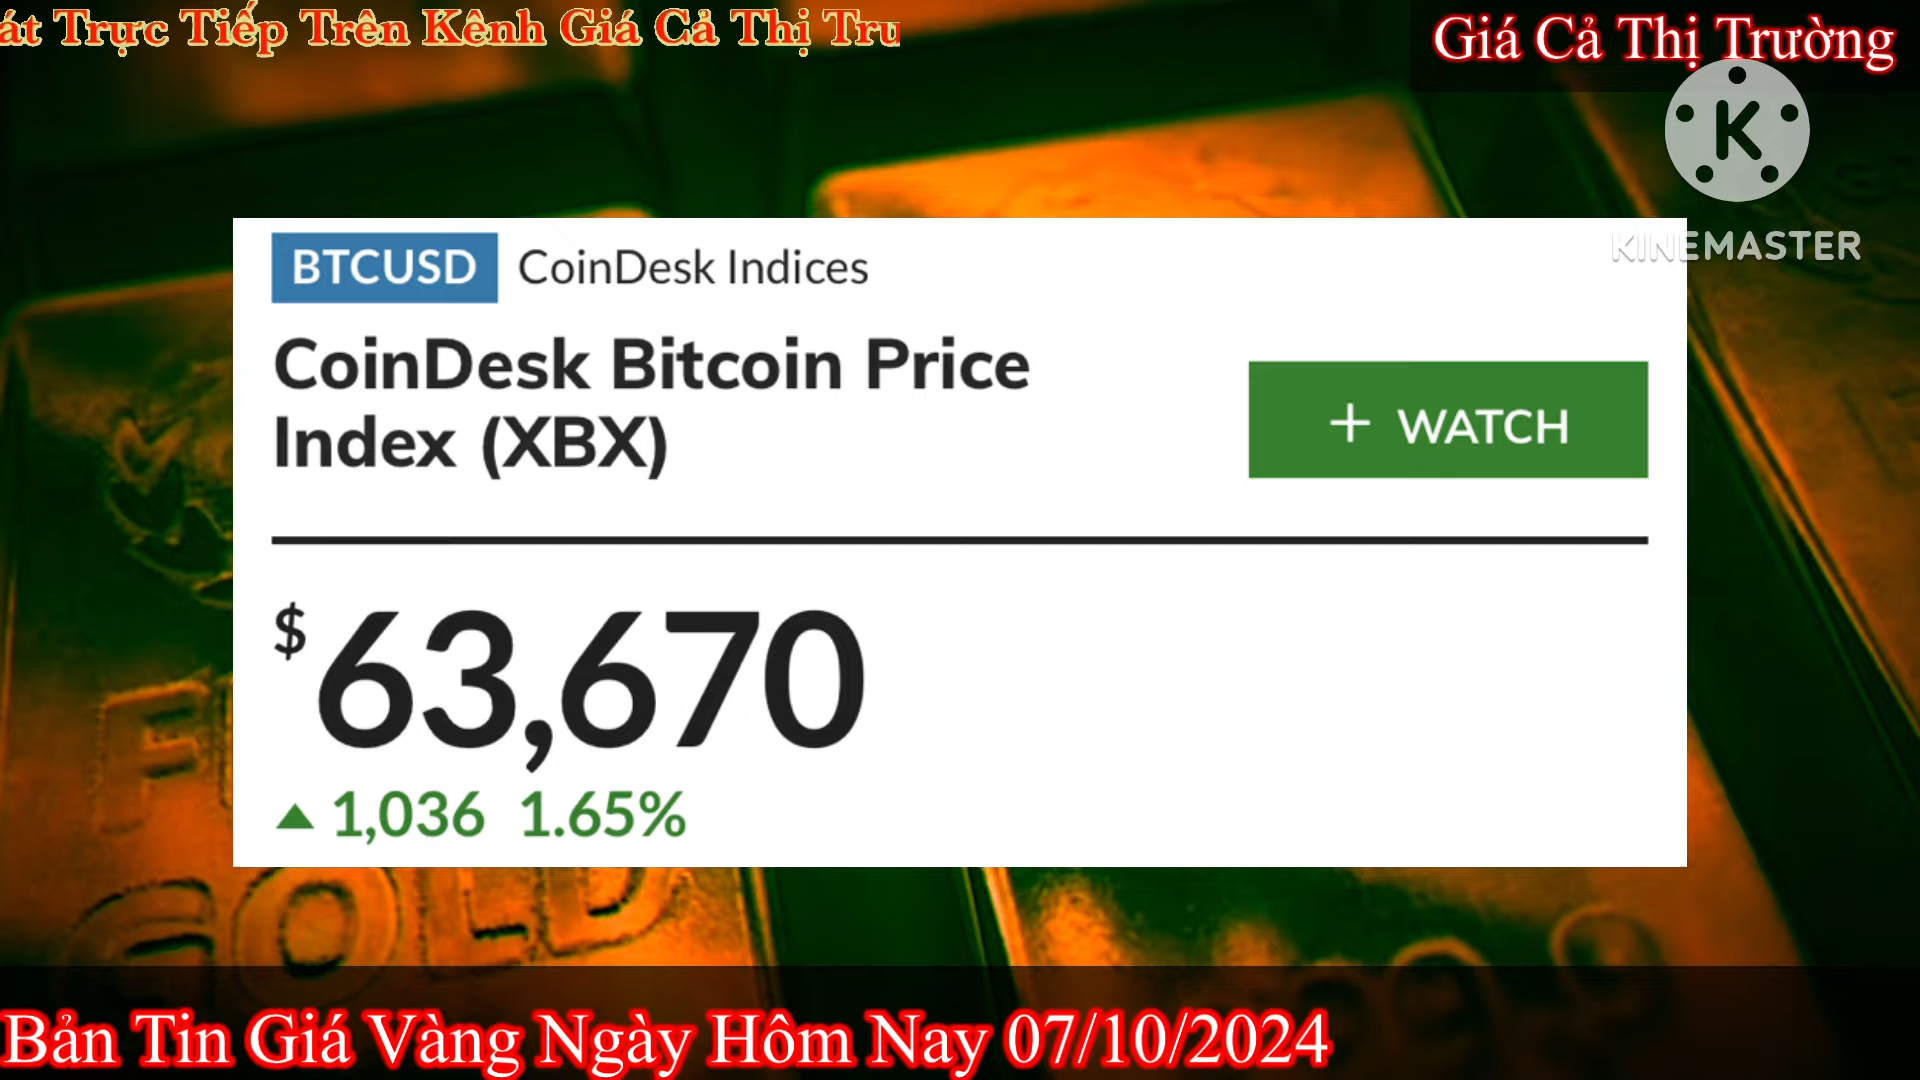 át Trực Tiếp Trên Kênh Giá Cả Thị Trư
Giá Cả Thị Trường
K
KINEMASTER
BTCUSD CoinDesk Indices
CoinDesk Bitcoin Price
Index (XBX)
+ WATCH
$63,670
▲ 1,036 1.65%
GOLD
Bản Tin Giá Vàng Ngày Hôm Nay 07/10/2024